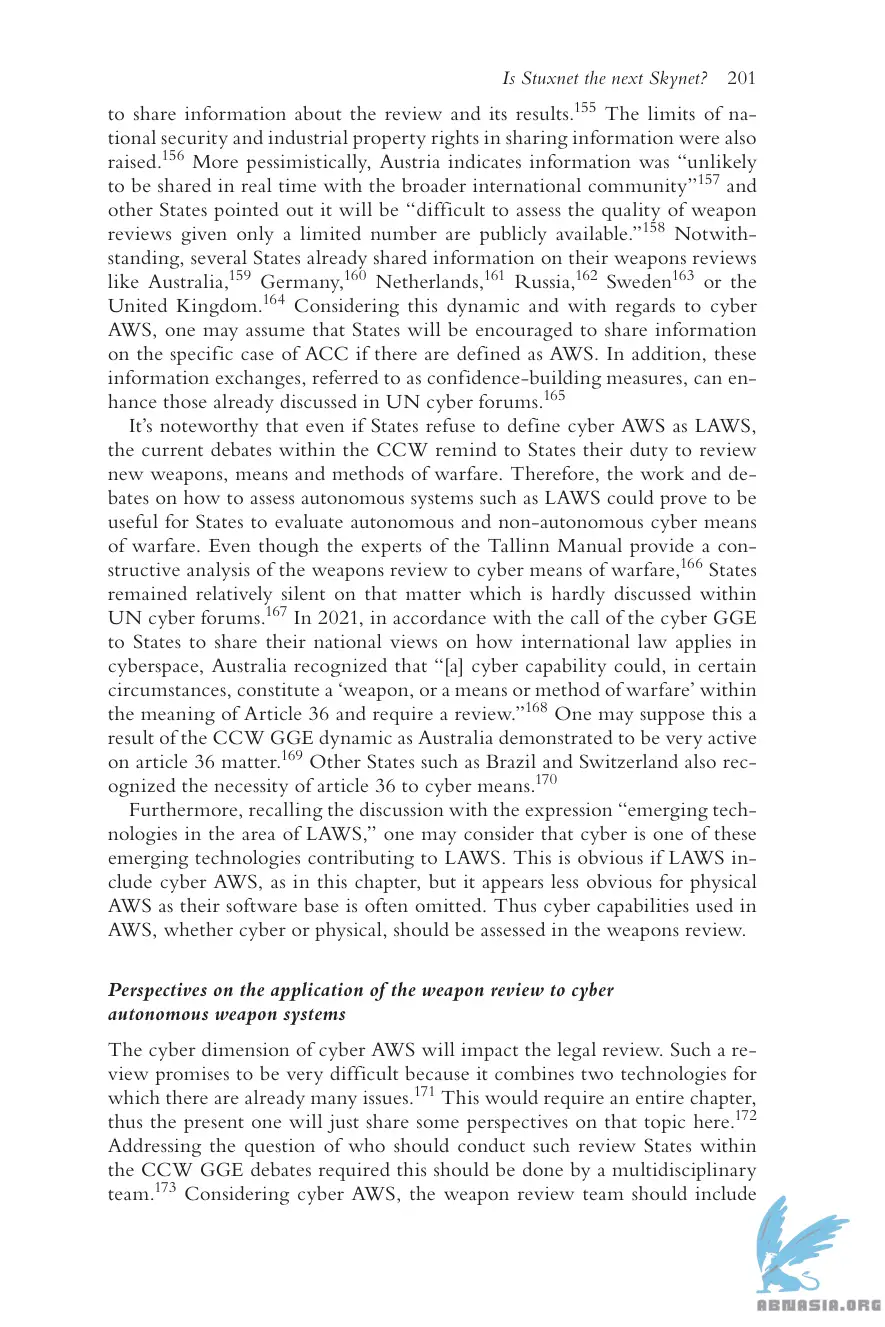 Is Stuxnet the next Skynet? 201
to share information about the review and its results.155 The limits of na-
tional security and industrial property rights in sharing information were also
raised.156 More pessimistically, Austria indicates information was “unlikely
to be shared in real time with the broader international community”157 and
other States pointed out it will be “difficult to assess the quality of weapon
reviews given only a limited number are publicly available.”158 Notwith-
standing, several States already shared information on their weapons reviews
like Australia,159 Germany,160 Netherlands,161 Russia,162 Sweden163 or the
United Kingdom.164 Considering this dynamic and with regards to cyber
AWS, one may assume that States will be encouraged to share information
on the specific case of ACC if there are defined as AWS. In addition, these
information exchanges, referred to as confidence-building measures, can en-
hance those already discussed in UN cyber forums.165
It’s noteworthy that even if States refuse to define cyber AWS as LAWS,
the current debates within the CCW remind to States their duty to review
new weapons, means and methods of warfare. Therefore, the work and de-
bates on how to assess autonomous systems such as LAWS could prove to be
useful for States to evaluate autonomous and non-autonomous cyber means
of warfare. Even though the experts of the Tallinn Manual provide a con-
structive analysis of the weapons review to cyber means of warfare,166 States
remained relatively silent on that matter which is hardly discussed within
UN cyber forums.167 In 2021, in accordance with the call of the cyber GGE
to States to share their national views on how international law applies in
cyberspace, Australia recognized that “[a] cyber capability could, in certain
circumstances, constitute a ‘weapon, or a means or method of warfare’ within
the meaning of Article 36 and require a review.”168 One may suppose this a
result of the CCW GGE dynamic as Australia demonstrated to be very active
on article 36 matter.169 Other States such as Brazil and Switzerland also rec-
ognized the necessity of article 36 to cyber means.170
Furthermore, recalling the discussion with the expression “emerging tech-
nologies in the area of LAWS,” one may consider that cyber is one of these
emerging technologies contributing to LAWS. This is obvious if LAWS in-
clude cyber AWS, as in this chapter, but it appears less obvious for physical
AWS as their software base is often omitted. Thus cyber capabilities used in
AWS, whether cyber or physical, should be assessed in the weapons review.
Perspectives on the application of the weapon review to cyber
autonomous weapon systems
The cyber dimension of cyber AWS will impact the legal review. Such a re-
view promises to be very difficult because it combines two technologies for
which there are already many issues.171 This would require an entire chapter,
thus the present one will just share some perspectives on that topic here.172
Addressing the question of who should conduct such review States within
the CCW GGE debates required this should be done by a multidisciplinary
team.173 Considering cyber AWS, the weapon review team should include
ABNASIA.ORG